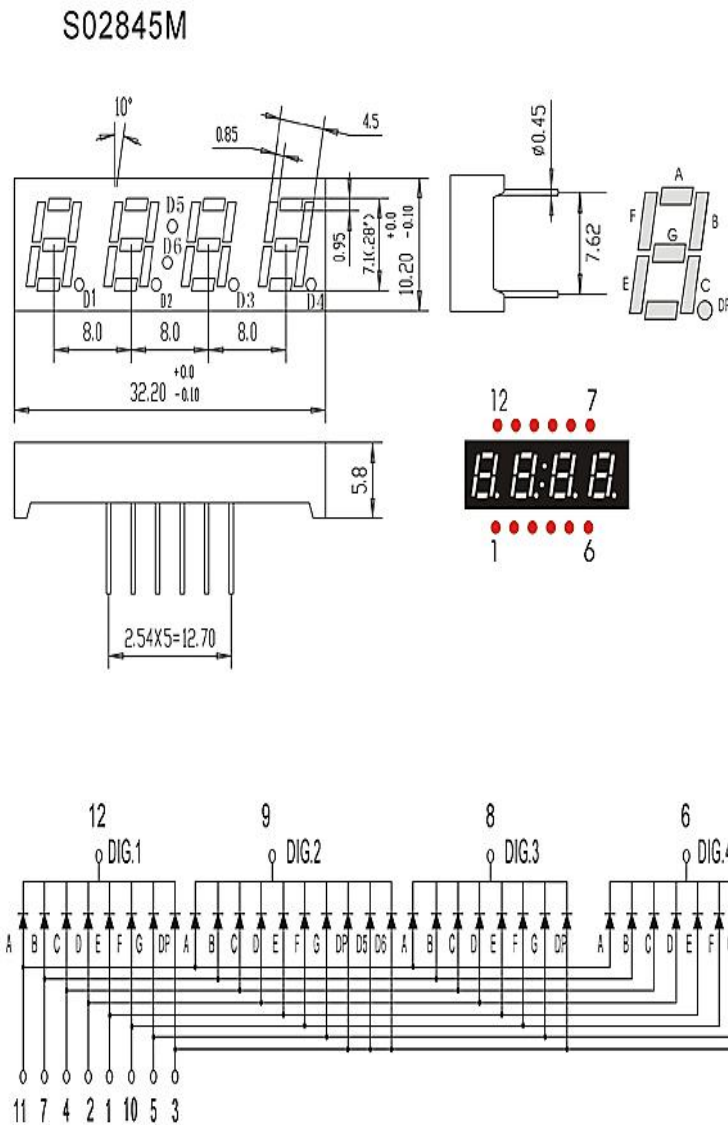 S02845M
10°
0.85
4.5
ø0.45
D5
D6
D1
D2
D3
D4
0.95
7.1(.28") +0.0 -0.10
10.20
7.62
8.0
8.0
8.0
32.20 +0.0 -0.10
A
F
B
G
E
C
DP
12
7
1
6
5.8
2.54X5=12.70
12
9
8
6
DIG.1
DIG.2
DIG.3
DIG.4
A B C D E F G DP A B C D E F G DP D5 D6 A B C D E F G DP A B C D E F
11 7 4 2 1 10 5 3